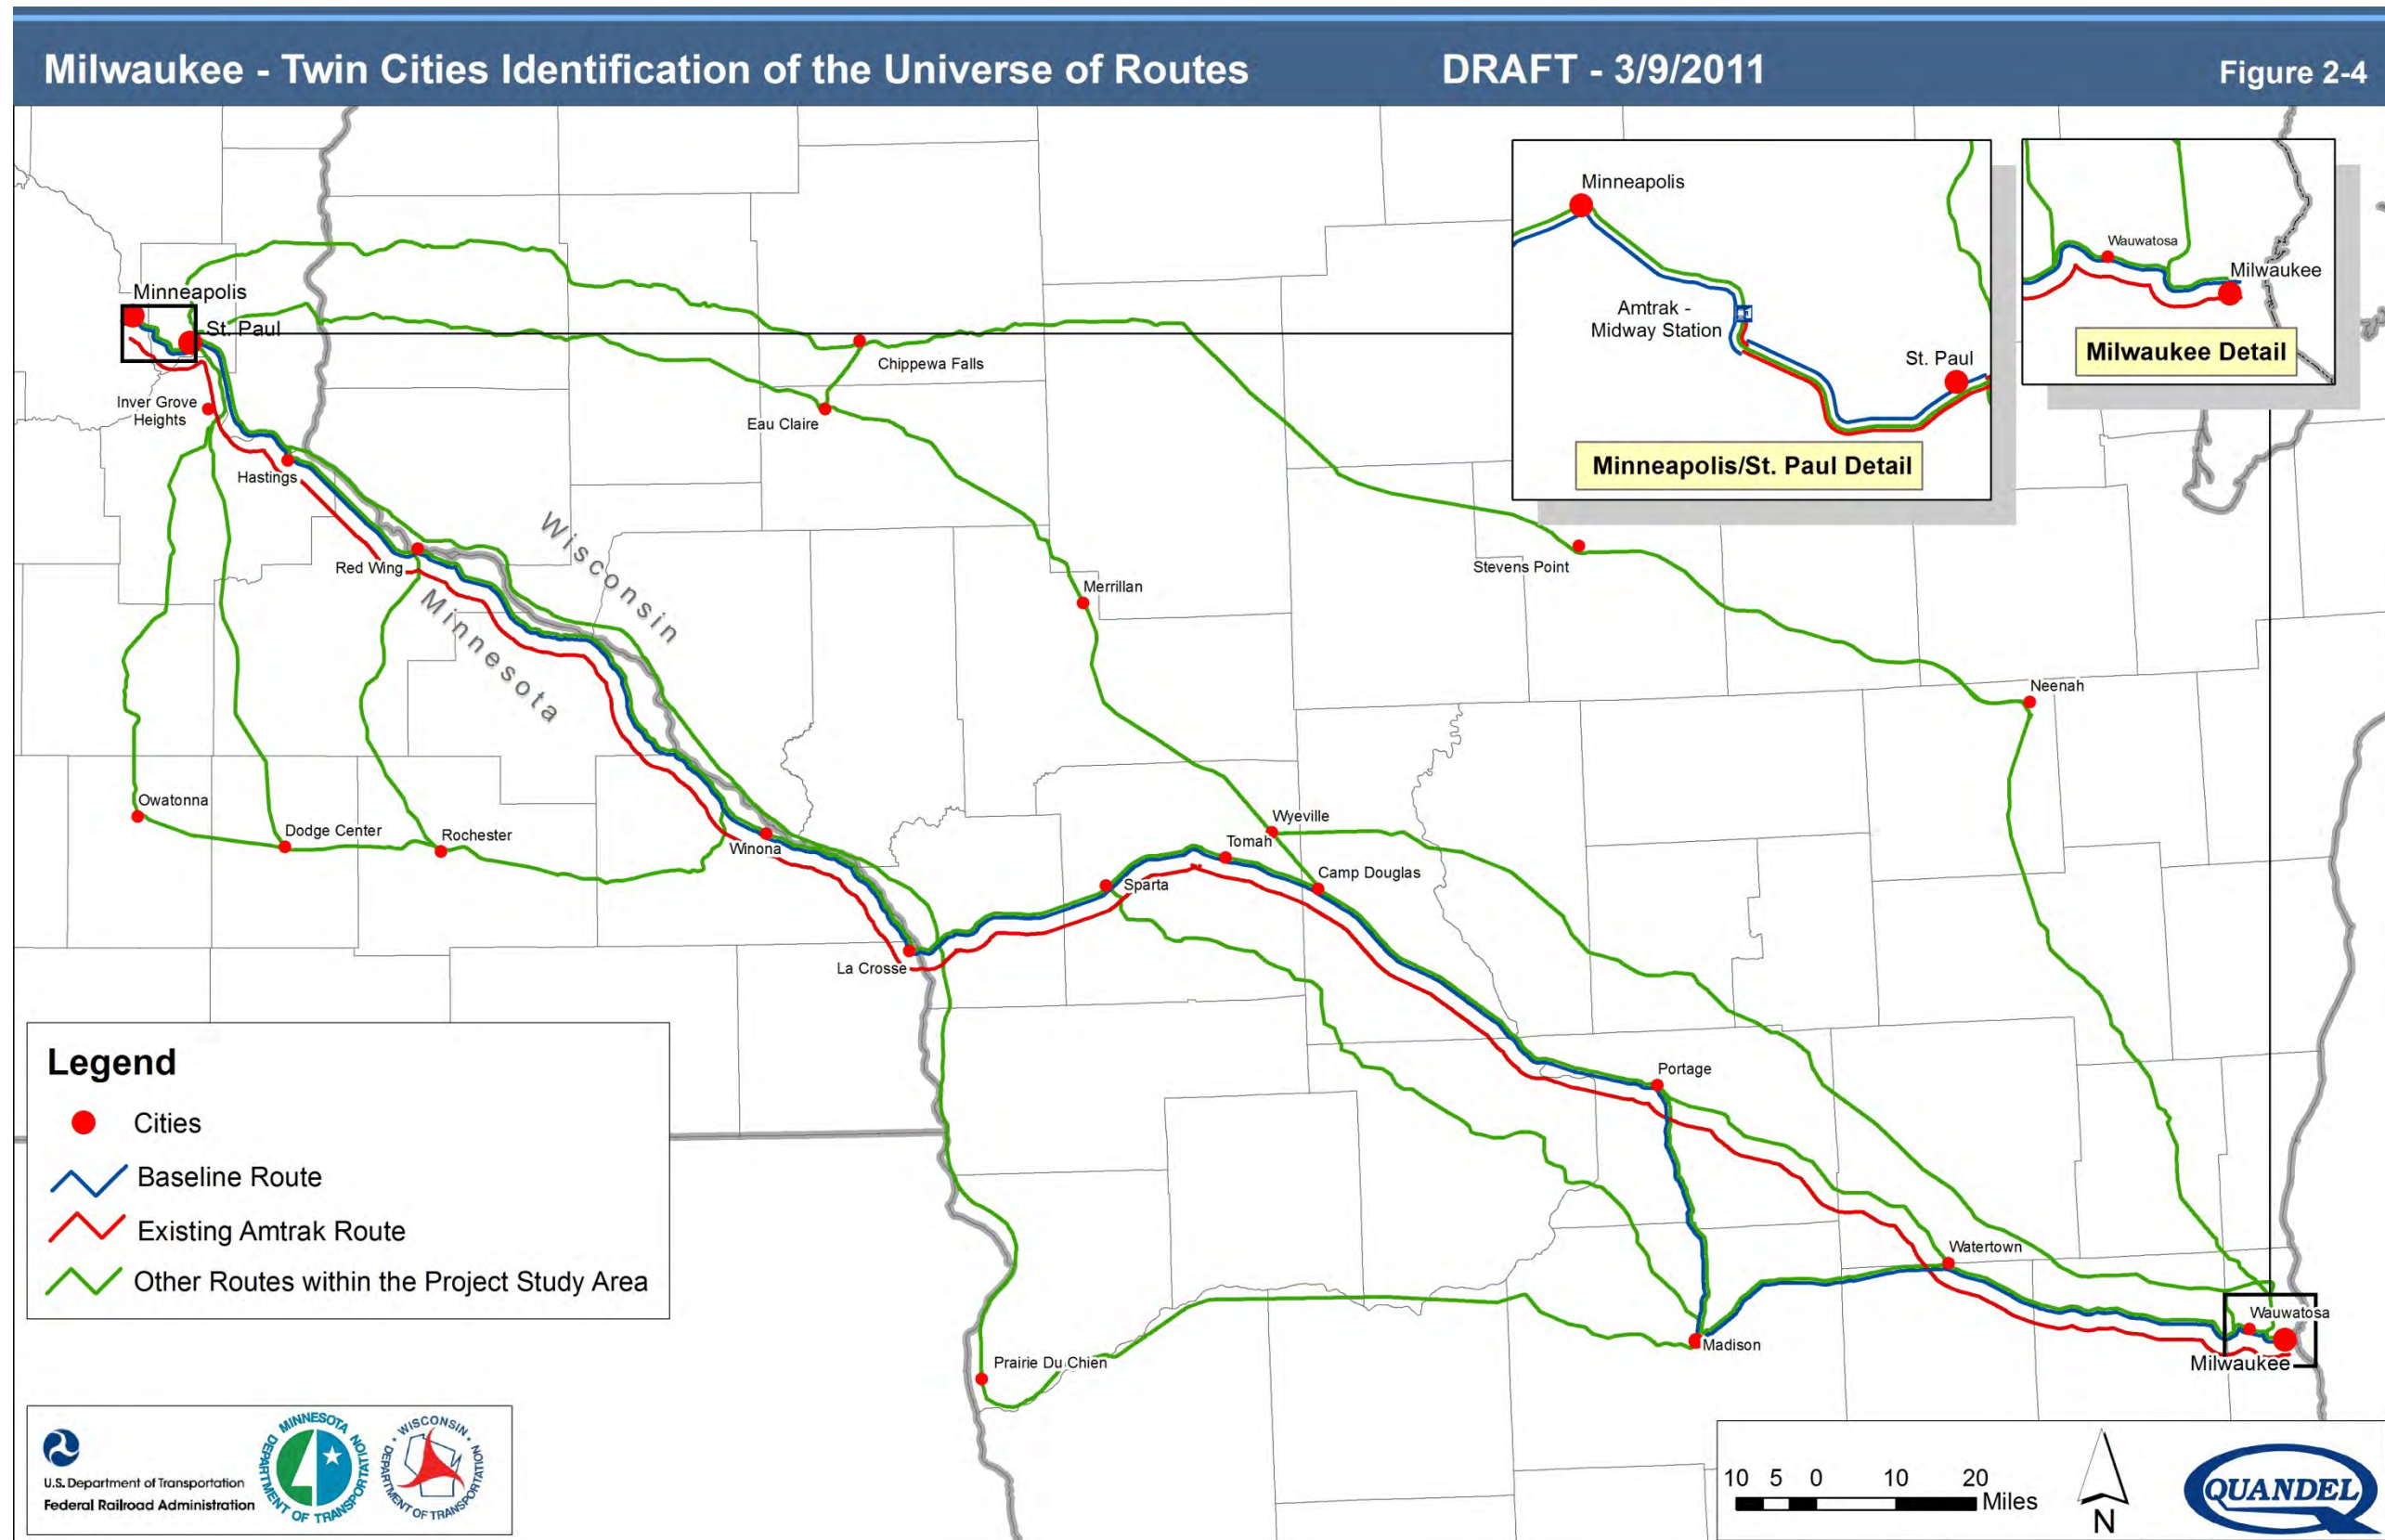 Milwaukee - Twin Cities Identification of the Universe of Routes
DRAFT - 3/9/2011
Figure 2-4
Minneapolis
Amtrak -
Midway Station
St. Paul
Minneapolis/St. Paul Detail
Wauwatosa
Milwaukee
Milwaukee Detail
Minneapolis
St. Paul
Inver Grove
Heights
Hastings
Chippewa Falls
Eau Claire
Red Wing
Wisconsin
Minnesota
Merrillan
Stevens Point
Neenah
Owatonna
Dodge Center
Rochester
Winona
Wyeville
Tomah
Camp Douglas
Sparta
La Crosse
Portage
Watertown
Madison
Prairie Du Chien
Wauwatosa
Milwaukee
Legend
Cities
Baseline Route
Existing Amtrak Route
Other Routes within the Project Study Area
U.S. Department of Transportation
Federal Railroad Administration
MINNESOTA
DEPARTMENT OF TRANSPORTATION
WISCONSIN
DEPARTMENT OF TRANSPORTATION
10 5 0 10 20
Miles
N
QUANDEL